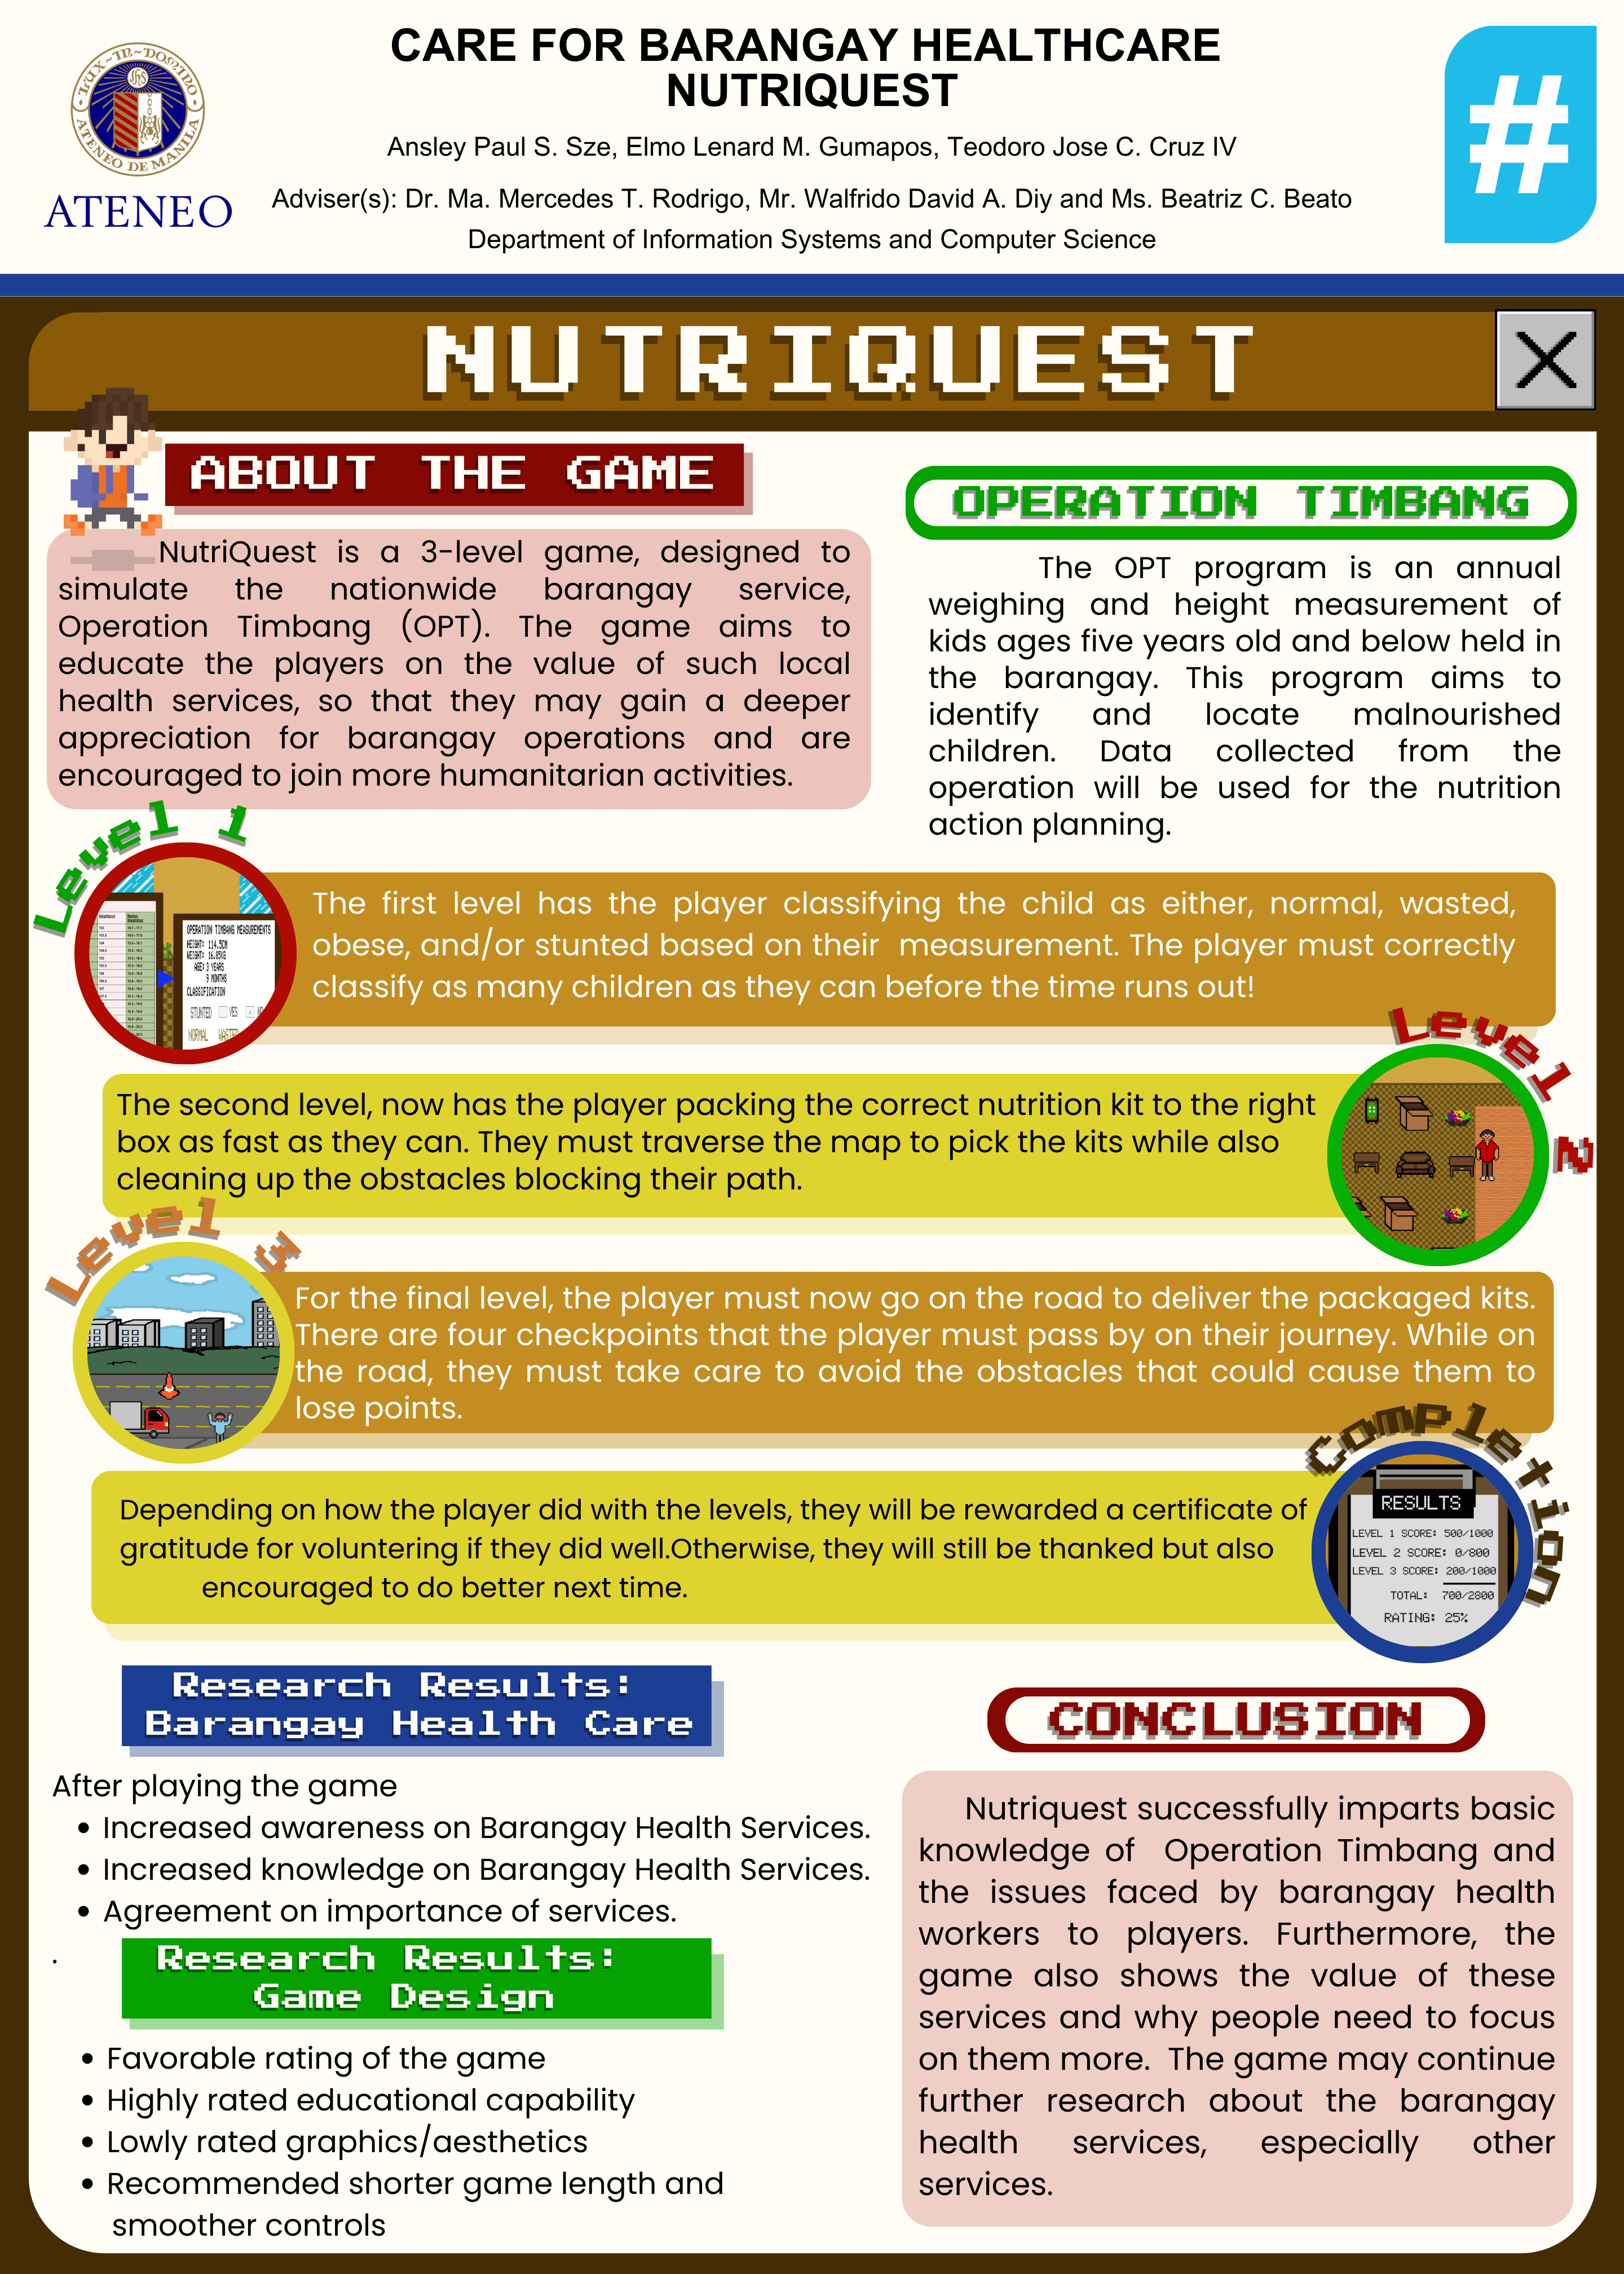 CARE FOR BARANGAY HEALTHCARE
NUTRIQUEST
Ansley Paul S. Sze, Elmo Lenard M. Gumapos, Teodoro Jose C. Cruz IV
Adviser(s): Dr. Ma. Mercedes T. Rodrigo, Mr. Walfrido David A. Diy and Ms. Beatriz C. Beato
Department of Information Systems and Computer Science
LUX-IN-DOMINO
IHS
ATENEO DE MANILA
ATENEO
#
NUTRIQUEST
ABOUT THE GAME
NutriQuest is a 3-level game, designed to
simulate the nationwide barangay service,
Operation Timbang (OPT). The game aims to
educate the players on the value of such local
health services, so that they may gain a deeper
appreciation for barangay operations and are
encouraged to join more humanitarian activities.
OPERATION TIMBANG
The OPT program is an annual
weighing and height measurement of
kids ages five years old and below held in
the barangay. This program aims to
identify and locate malnourished
children. Data collected from the
operation will be used for the nutrition
action planning.
Level 1
OPERATION TIMBANG MEASUREMENTS
HEIGHT: 114.5CM
WEIGHT: 16.85KG
AGE: 3 YEARS
9 MONTHS
CLASSIFICATION
STUNTED YES
NORMAL
The first level has the player classifying the child as either, normal, wasted,
obese, and/or stunted based on their measurement. The player must correctly
classify as many children as they can before the time runs out!
Level 2
The second level, now has the player packing the correct nutrition kit to the right
box as fast as they can. They must traverse the map to pick the kits while also
cleaning up the obstacles blocking their path.
Level 3
For the final level, the player must now go on the road to deliver the packaged kits.
There are four checkpoints that the player must pass by on their journey. While on
the road, they must take care to avoid the obstacles that could cause them to
lose points.
Completion
Depending on how the player did with the levels, they will be rewarded a certificate of
gratitude for voluntering if they did well.Otherwise, they will still be thanked but also
encouraged to do better next time.
RESULTS
LEVEL 1 SCORE: 500/1000
LEVEL 2 SCORE: 0/800
LEVEL 3 SCORE: 200/1000
TOTAL: 700/2800
RATING: 25%
Research Results:
Barangay Health Care
After playing the game
• Increased awareness on Barangay Health Services.
• Increased knowledge on Barangay Health Services.
• Agreement on importance of services.
.
Research Results:
Game Design
• Favorable rating of the game
• Highly rated educational capability
• Lowly rated graphics/aesthetics
• Recommended shorter game length and
smoother controls
CONCLUSION
Nutriquest successfully imparts basic
knowledge of Operation Timbang and
the issues faced by barangay health
workers to players. Furthermore, the
game also shows the value of these
services and why people need to focus
on them more. The game may continue
further research about the barangay
health services, especially other
services.